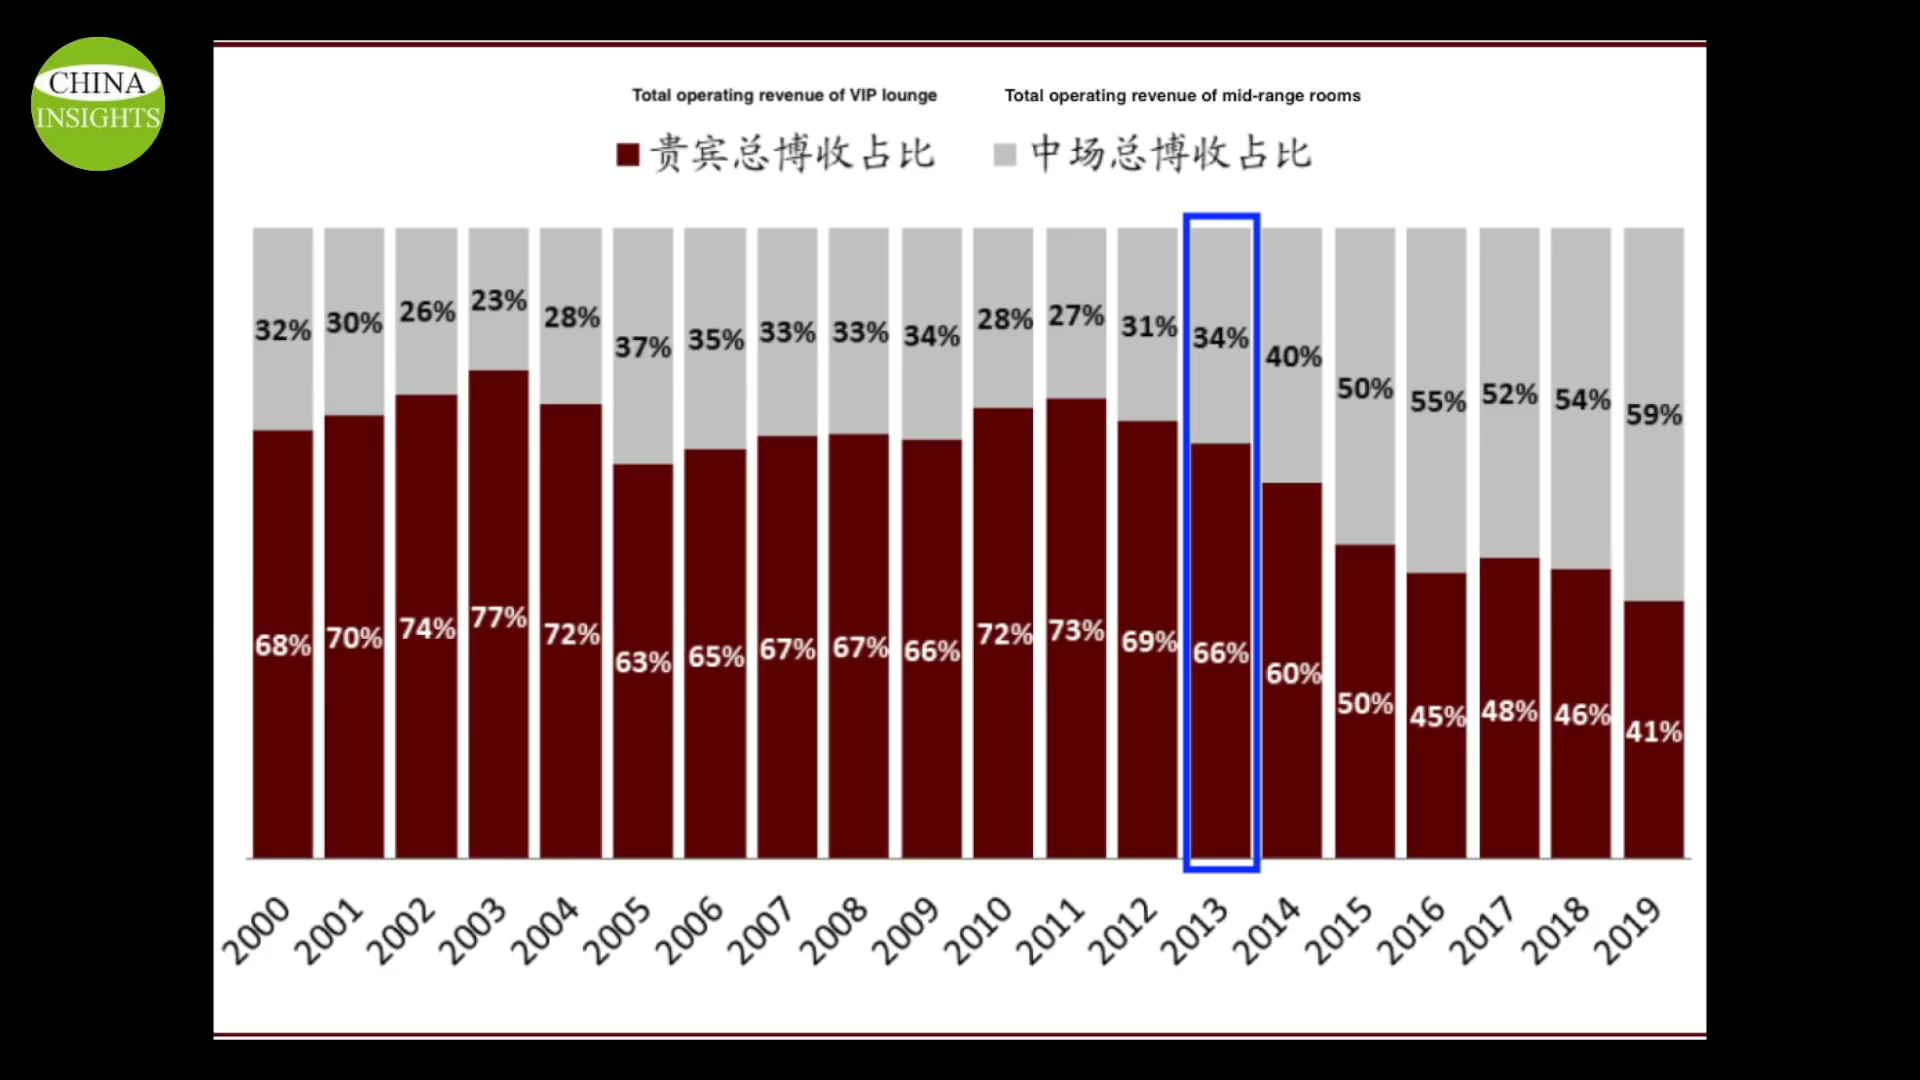 CHINA
INSIGHTS
Total operating revenue of VIP lounge
Total operating revenue of mid-range rooms
贵宾总博收占比
中场总博收占比
32% 30% 26% 23% 28% 37% 35% 33% 33% 34% 28% 27% 31% 34% 40% 50% 55% 52% 54% 59%
68% 70% 74% 77% 72% 63% 65% 67% 67% 66% 72% 73% 69% 66% 60% 50% 45% 48% 46% 41%
2000 2001 2002 2003 2004 2005 2006 2007 2008 2009 2010 2011 2012 2013 2014 2015 2016 2017 2018 2019